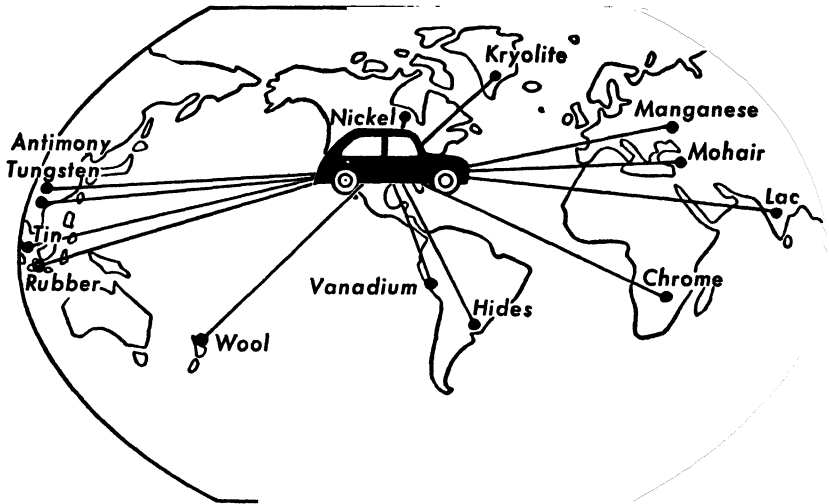 Kryolite
Nickel
Manganese
Antimony
Tungsten
Mohair
Lac
Tin
Rubber
Vanadium
Chrome
Hides
Wool